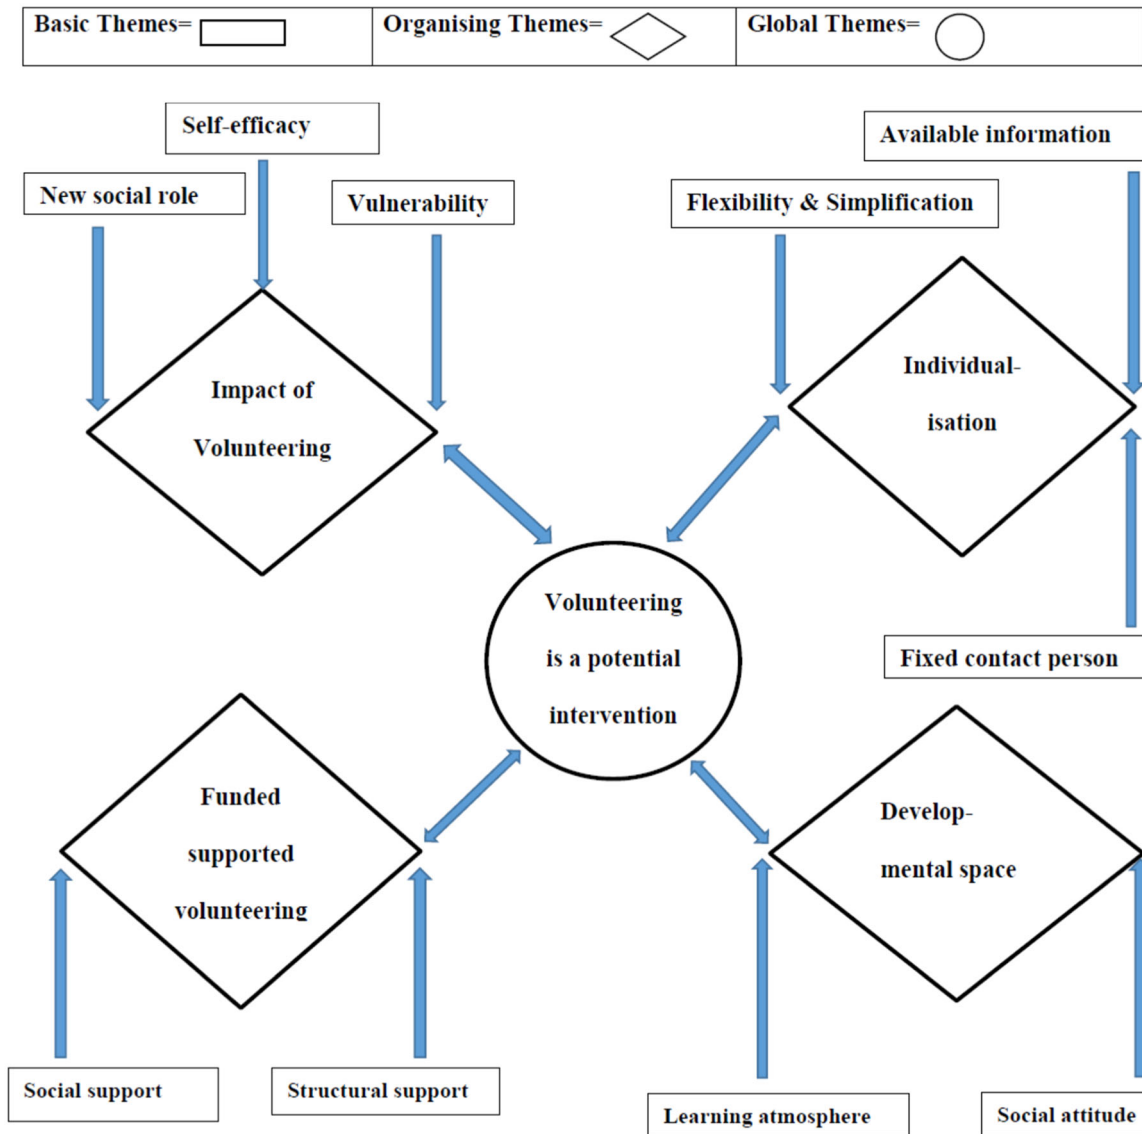 Basic Themes=
Organising Themes=
Global Themes=
Self-efficacy
New social role
Vulnerability
Available information
Flexibility & Simplification
Impact of
Volunteering
Individual-
isation
Volunteering
is a potential
intervention
Fixed contact person
Funded
supported
volunteering
Develop-
mental space
Social support
Structural support
Learning atmosphere
Social attitude